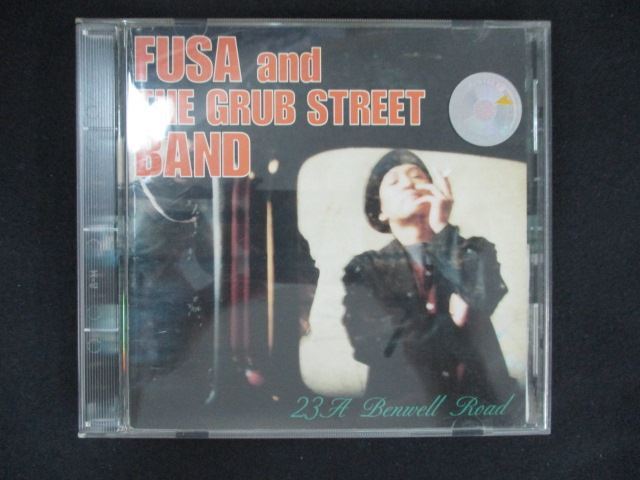 FUSA and
THE GRUB STREET
BAND
23A Benwell Road